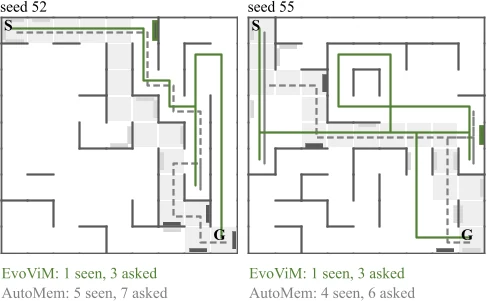 seed 52
seed 55
S
S
G
G
EvoViM: 1 seen, 3 asked
EvoViM: 1 seen, 3 asked
AutoMem: 5 seen, 7 asked
AutoMem: 4 seen, 6 asked